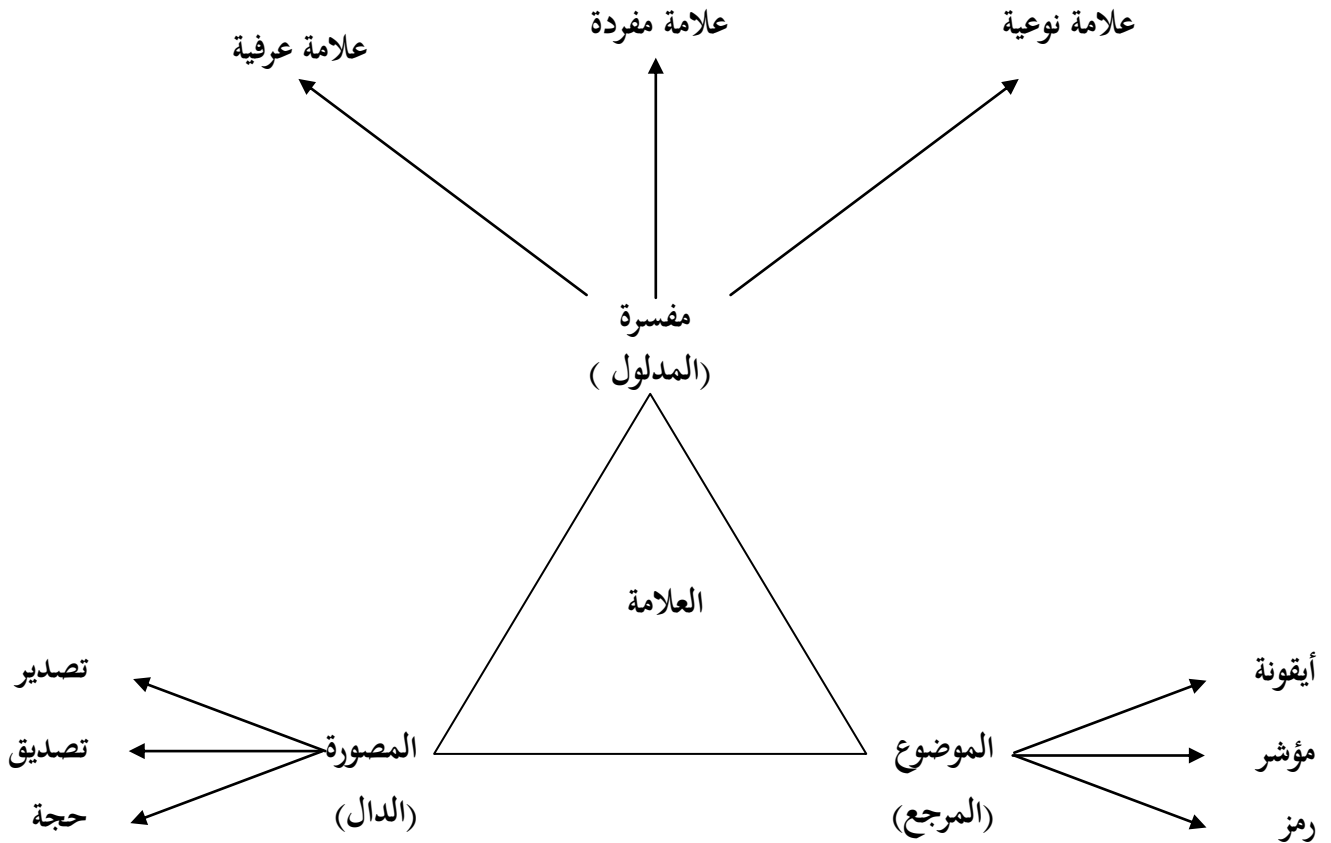 علامة نوعية
علامة مفردة
علامة عرفية
مفسرة
(المدلول )
العلامة
أيقونة
مؤشر
رمز
الموضوع
(المرجع)
المصورة
(الدال)
تصدير
تصديق
حجة